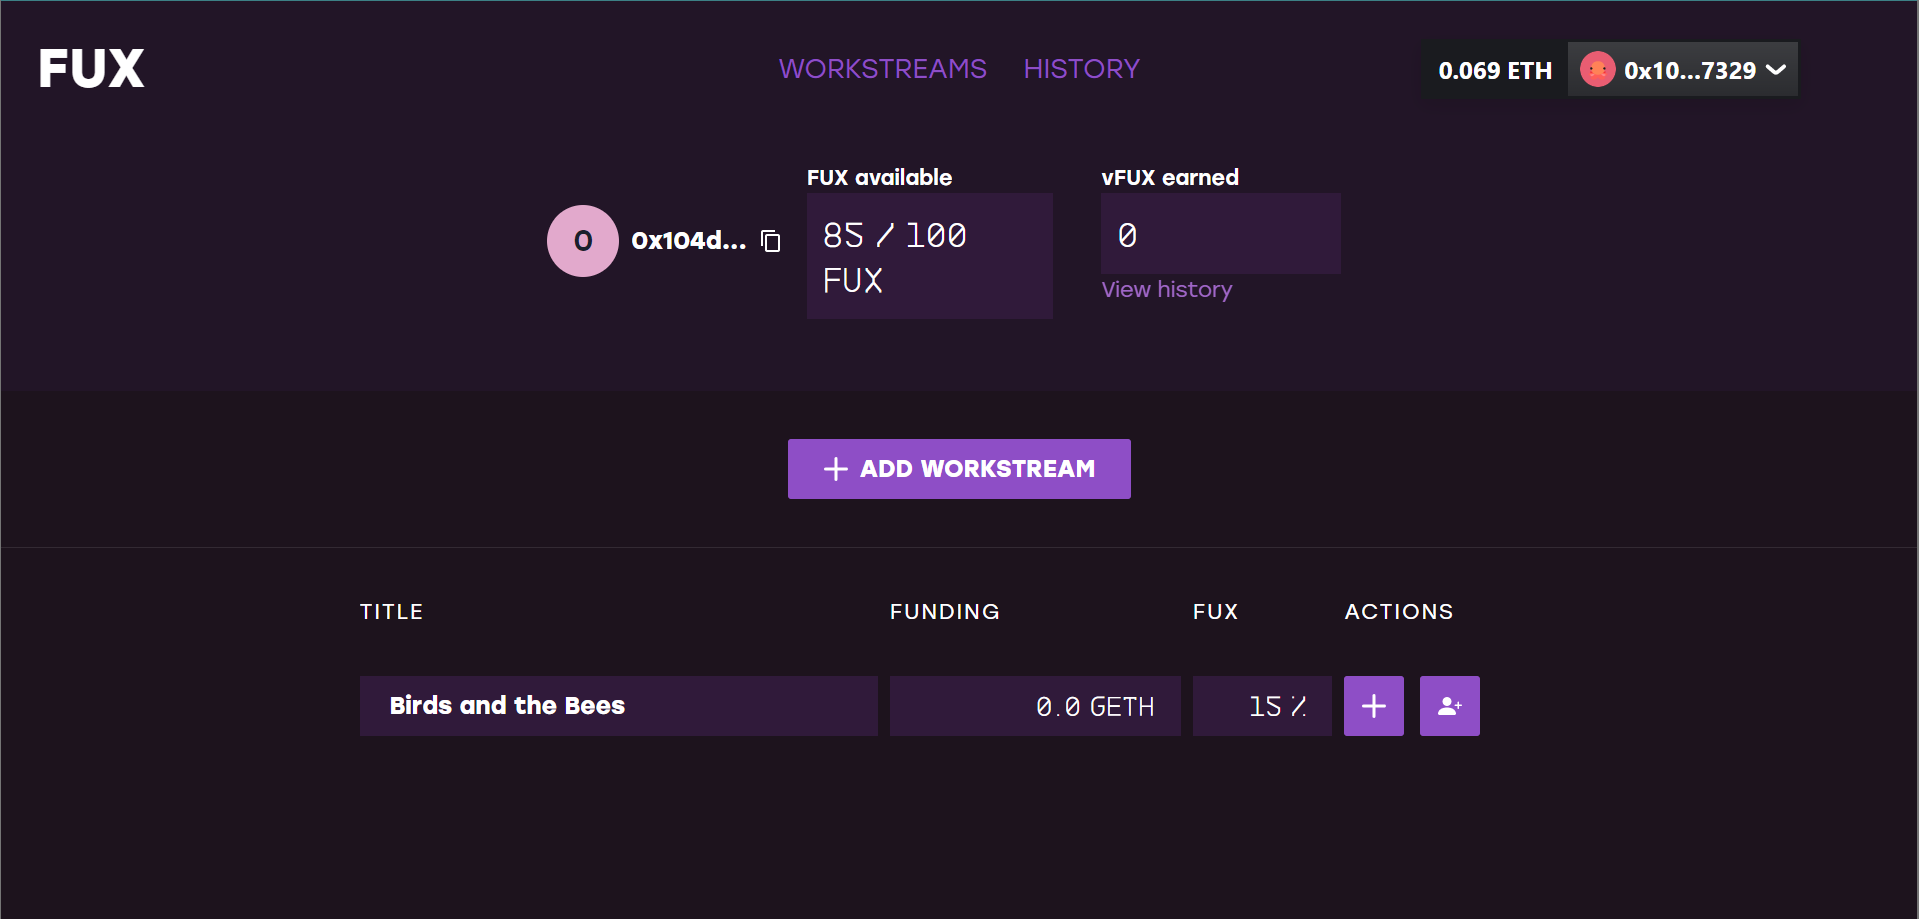 FUX
WORKSTREAMS HISTORY
0.069 ETH 0x10...7329
FUX available
vFUX earned
0 0x104d...
85 / 100
FUX
0
View history
+ ADD WORKSTREAM
TITLE FUNDING FUX ACTIONS
Birds and the Bees 0.0 GETH 15 %